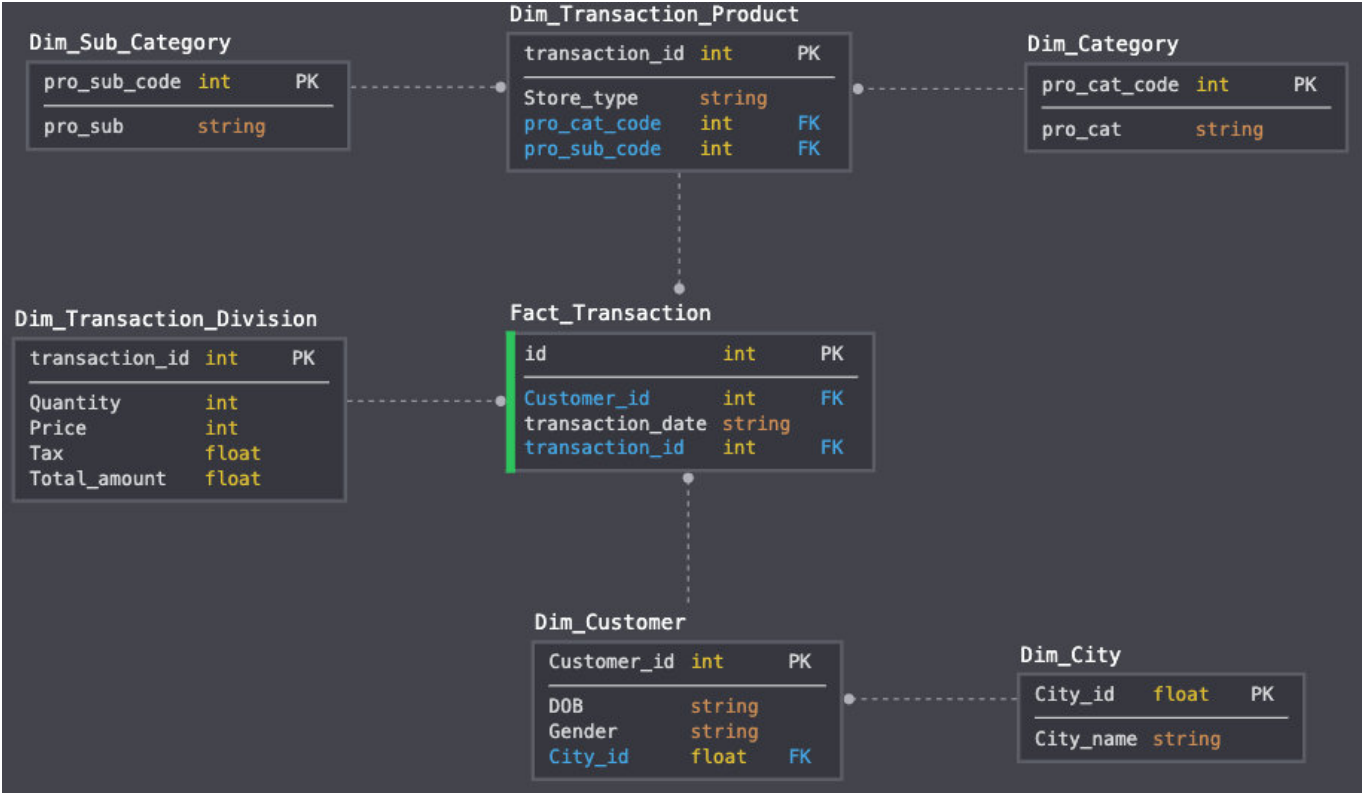 Dim_Transaction_Product
transaction_id int PK
Store_type string
pro_cat_code int FK
pro_sub_code int FK
Dim_Sub_Category
pro_sub_code int PK
pro_sub string
Dim_Category
pro_cat_code int PK
pro_cat string
Dim_Transaction_Division
transaction_id int PK
Quantity int
Price int
Tax float
Total_amount float
Fact_Transaction
id int PK
Customer_id int FK
transaction_date string
transaction_id int FK
Dim_Customer
Customer_id int PK
DOB string
Gender string
City_id float FK
Dim_City
City_id float PK
City_name string